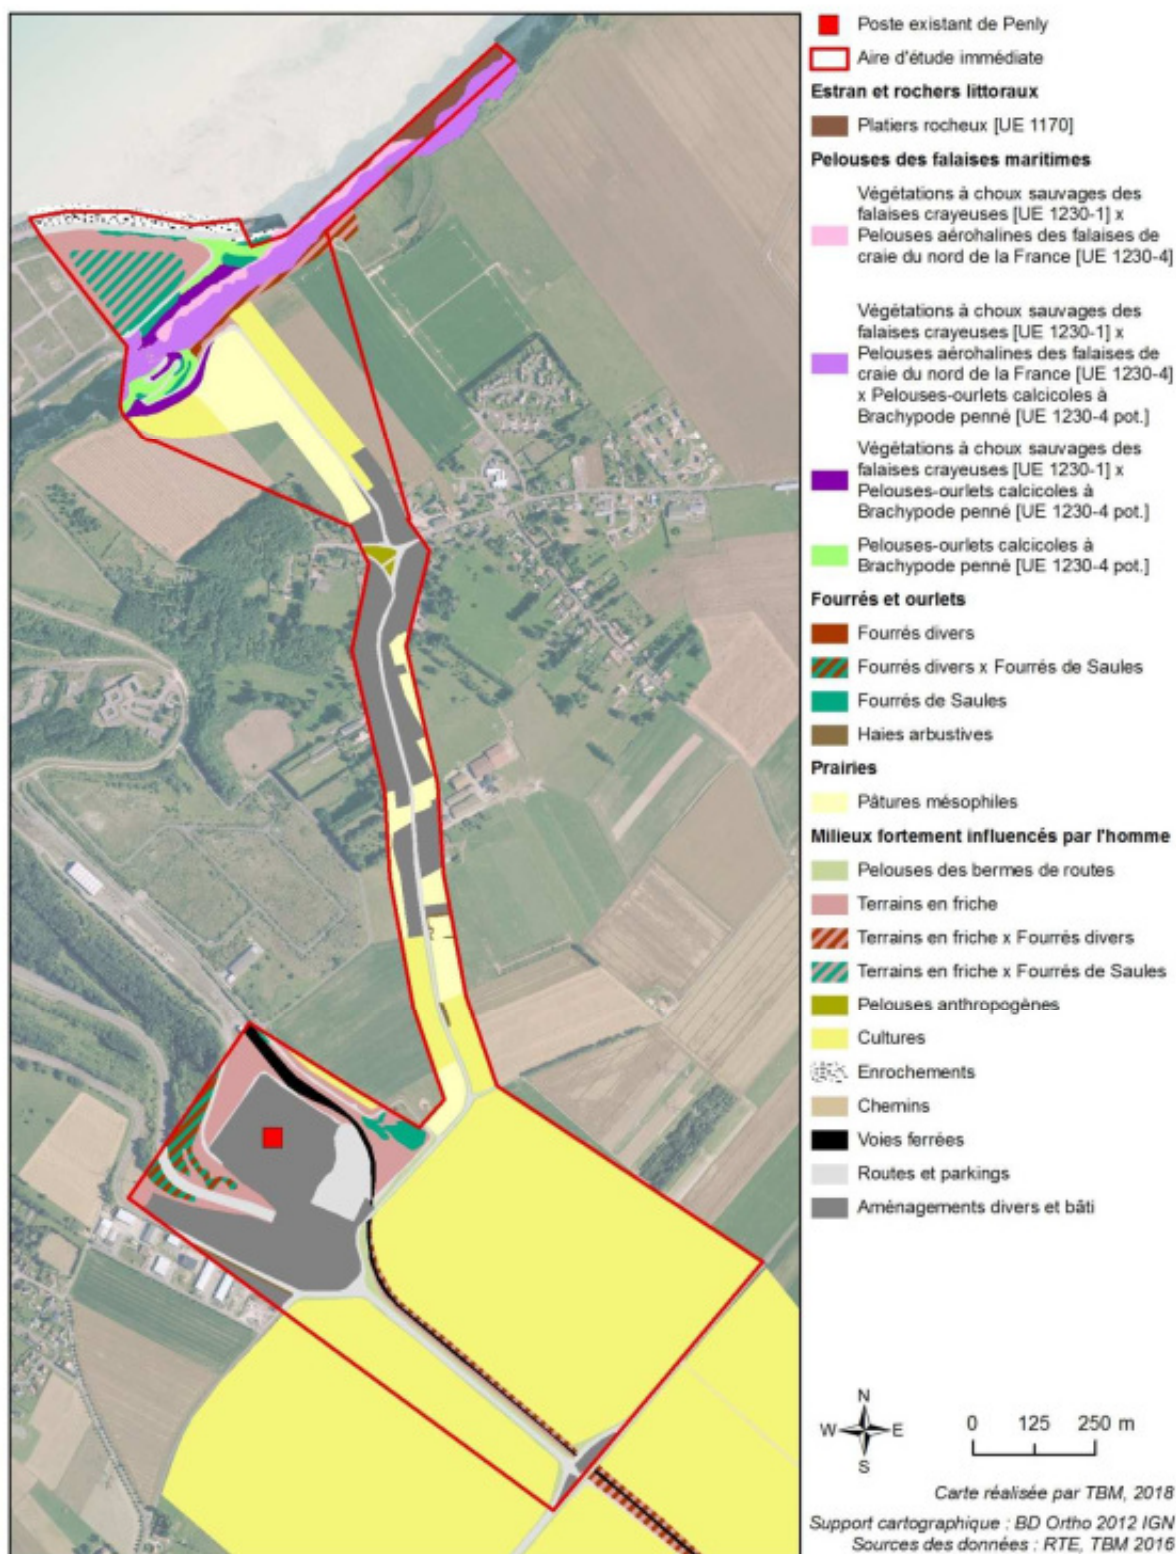 Poste existant de Penly
Aire d'étude immédiate
Estran et rochers littoraux
Platiers rocheux [UE 1170]
Pelouses des falaises maritimes
Végétations à choux sauvages des
falaises crayeuses [UE 1230-1] x
Pelouses aérohalines des falaises de
craie du nord de la France [UE 1230-4]
Végétations à choux sauvages des
falaises crayeuses [UE 1230-1] x
Pelouses aérohalines des falaises de
craie du nord de la France [UE 1230-4]
x Pelouses-ourlets calcicoles à
Brachypode penné [UE 1230-4 pot.]
Végétations à choux sauvages des
falaises crayeuses [UE 1230-1] x
Pelouses-ourlets calcicoles à
Brachypode penné [UE 1230-4 pot.]
Pelouses-ourlets calcicoles à
Brachypode penné [UE 1230-4 pot.]
Fourrés et ourlets
Fourrés divers
Fourrés divers x Fourrés de Saules
Fourrés de Saules
Haies arbustives
Prairies
Pâtures mésophiles
Milieux fortement influencés par l'homme
Pelouses des bermes de routes
Terrains en friche
Terrains en friche x Fourrés divers
Terrains en friche x Fourrés de Saules
Pelouses anthropogènes
Cultures
Enrochements
Chemins
Voies ferrées
Routes et parkings
Aménagements divers et bâti
N
W E
S
0 125 250 m
Carte réalisée par TBM, 2018
Support cartographique : BD Ortho 2012 IGN
Sources des données : RTE, TBM 2016